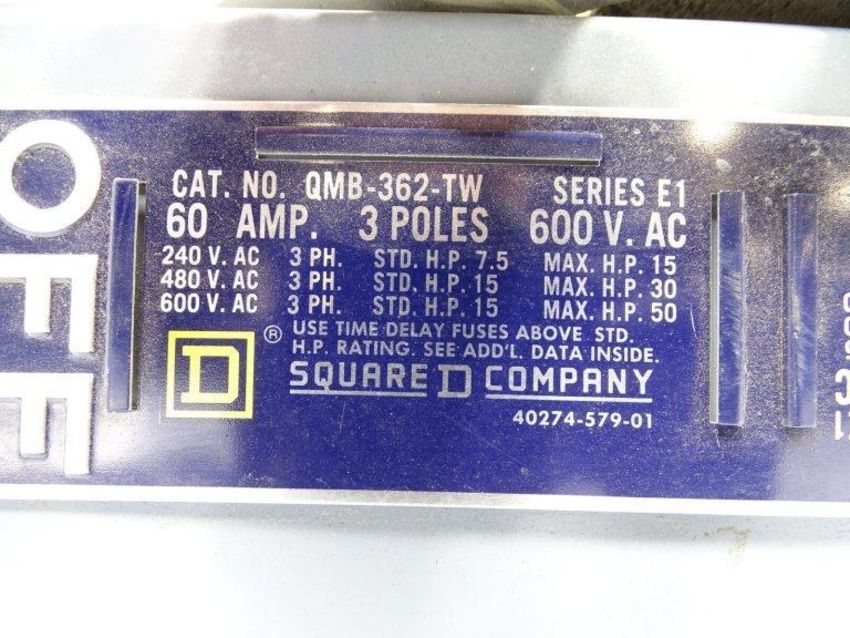 OFF
CAT. NO. QMB-362-TW SERIES E1
60 AMP. 3 POLES 600 V. AC
240 V. AC 3 PH. STD. H.P. 7.5 MAX. H.P. 15
480 V. AC 3 PH. STD. H.P. 15 MAX. H.P. 30
600 V. AC 3 PH. STD. H.P. 15 MAX. H.P. 50
D ® USE TIME DELAY FUSES ABOVE STD.
H.P. RATING. SEE ADD'L. DATA INSIDE.
SQUARE D COMPANY
40274-579-01